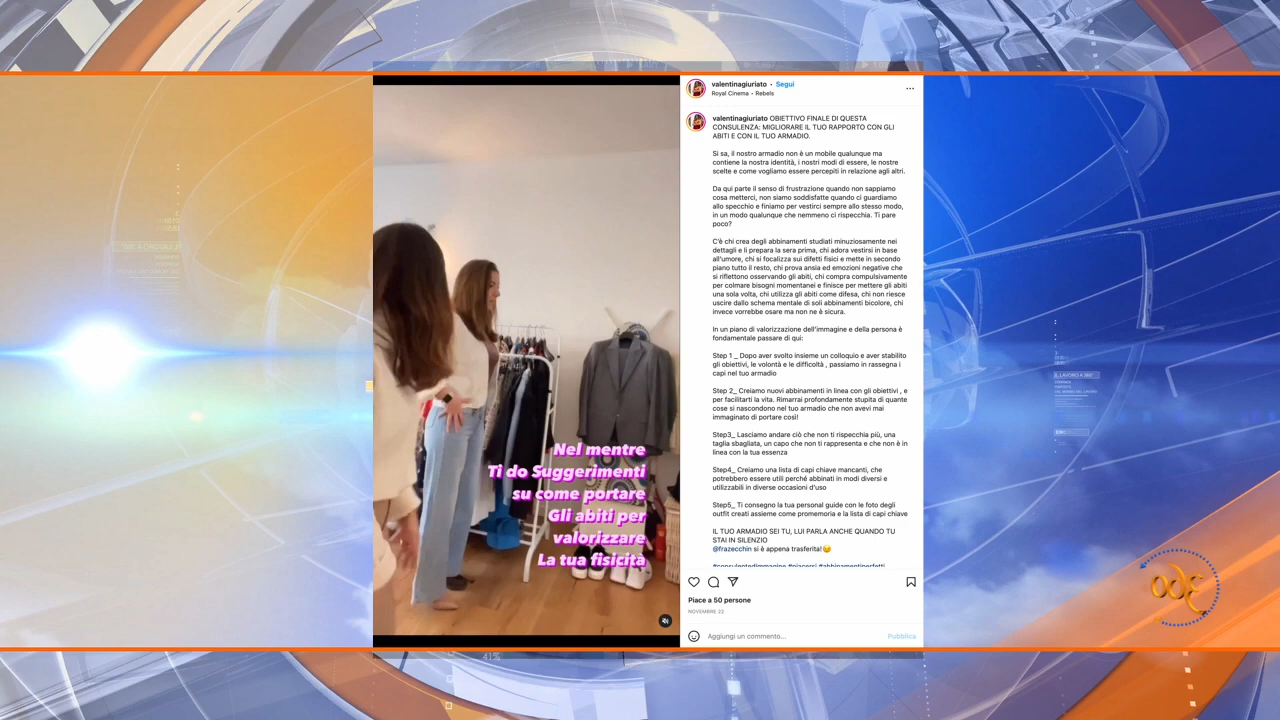 valentinagiuriato • Segui
Royal Cinema • Rebels
valentinagiuriato OBIETTIVO FINALE DI QUESTA
CONSULENZA: MIGLIORARE IL TUO RAPPORTO CON GLI
ABITI E CON IL TUO ARMADIO.
Si sa, il nostro armadio non è un mobile qualunque ma
contiene la nostra identità, i nostri modi di essere, le nostre
scelte e come vogliamo essere percepiti in relazione agli altri.
Da qui parte il senso di frustrazione quando non sappiamo
cosa metterci, non siamo soddisfatte quando ci guardiamo
allo specchio e finiamo per vestirci sempre allo stesso modo,
in un modo qualunque che nemmeno ci rispecchia. Ti pare
poco?
C'è chi crea degli abbinamenti studiati minuziosamente nei
dettagli e li prepara la sera prima, chi adora vestirsi in base
all'umore, chi si focalizza sui difetti fisici e mette in secondo
piano tutto il resto, chi prova ansia ed emozioni negative che
si riflettono osservando gli abiti, chi compra compulsivamente
per colmare bisogni momentanei e finisce per mettere gli abiti
una sola volta, chi utilizza gli abiti come difesa, chi non riesce
uscire dallo schema mentale di soli abbinamenti bicolore, chi
invece vorrebbe osare ma non ne è sicura.
In un piano di valorizzazione dell'immagine e della persona è
fondamentale passare di qui:
Step 1 _ Dopo aver svolto insieme un colloquio e aver stabilito
gli obiettivi, le volontà e le difficoltà , passiamo in rassegna i
capi nel tuo armadio
Step 2_ Creiamo nuovi abbinamenti in linea con gli obiettivi , e
per facilitarti la vita. Rimarrai profondamente stupita di quante
cose si nascondono nel tuo armadio che non avevi mai
immaginato di portare così!
Step3_ Lasciamo andare ciò che non ti rispecchia più, una
taglia sbagliata, un capo che non ti rappresenta e che non è in
linea con la tua essenza
Step4_ Creiamo una lista di capi chiave mancanti, che
potrebbero essere utili perché abbinati in modi diversi e
utilizzabili in diverse occasioni d'uso
Step5_ Ti consegno la tua personal guide con le foto degli
outfit creati assieme come promemoria e la lista di capi chiave
IL TUO ARMADIO SEI TU, LUI PARLA ANCHE QUANDO TU
STAI IN SILENZIO
@frazecchin si è appena trasferita!😊
#consulentedimmagine #piacersi #abbinamentiperfetti
Piace a 50 persone
NOVEMBRE 22
Aggiungi un commento... Pubblica
Nel mentre
Ti do Suggerimenti
su come portare
Gli abiti per
valorizzare
La tua fisicità
IL LAVORO A 360°
41%